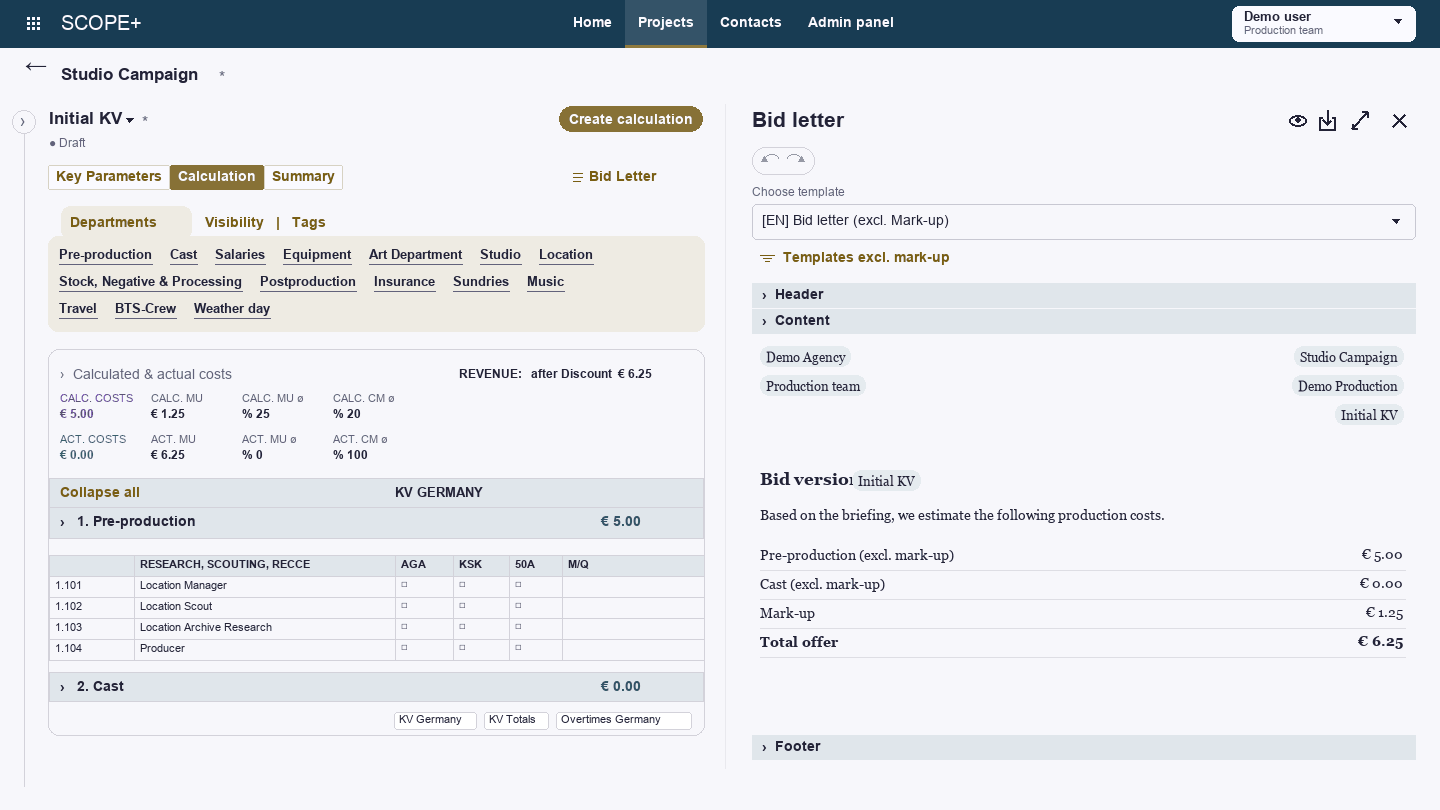 SCOPE+
Home Projects Contacts Admin panel
Demo user
Production team
Studio Campaign *
Initial KV *
Create calculation
● Draft
Key Parameters Calculation Summary
Bid Letter
Departments Visibility | Tags
Pre-production Cast Salaries Equipment Art Department Studio Location
Stock, Negative & Processing Postproduction Insurance Sundries Music
Travel BTS-Crew Weather day
› Calculated & actual costs
REVENUE: after Discount € 6.25
CALC. COSTS CALC. MU CALC. MU ø CALC. CM ø
€ 5.00 € 1.25 % 25 % 20
ACT. COSTS ACT. MU ACT. MU ø ACT. CM ø
€ 0.00 € 6.25 % 0 % 100
Collapse all KV GERMANY
› 1. Pre-production € 5.00
RESEARCH, SCOUTING, RECCE AGA KSK 50A M/Q
1.101 Location Manager
1.102 Location Scout
1.103 Location Archive Research
1.104 Producer
› 2. Cast € 0.00
KV Germany KV Totals Overtimes Germany
Bid letter
Choose template
[EN] Bid letter (excl. Mark-up)
Templates excl. mark-up
› Header
› Content
Demo Agency Studio Campaign
Production team Demo Production
Initial KV
Bid versio Initial KV
Based on the briefing, we estimate the following production costs.
Pre-production (excl. mark-up) € 5.00
Cast (excl. mark-up) € 0.00
Mark-up € 1.25
Total offer € 6.25
› Footer